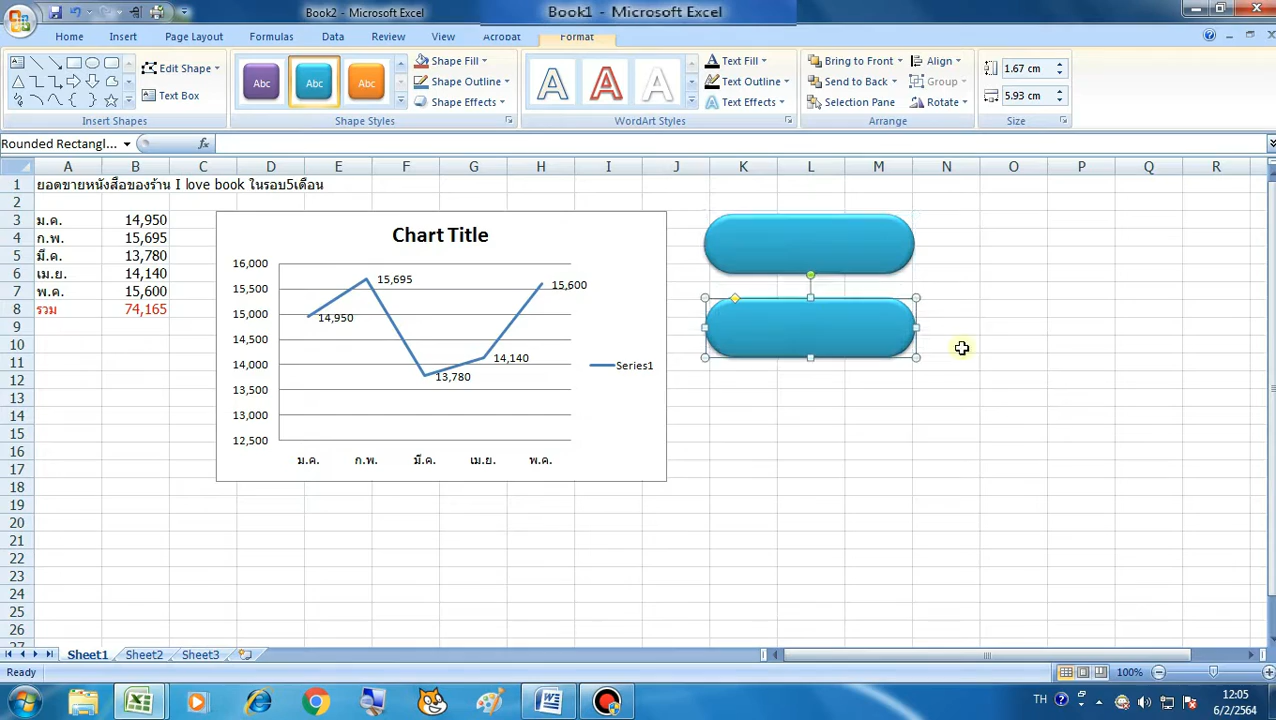 Book2 - Microsoft Excel
Book1 - Microsoft Excel
Home Insert Page Layout Formulas Data Review View Acrobat Format
Edit Shape
Text Box
Insert Shapes
Abc Abc Abc
Shape Fill
Shape Outline
Shape Effects
Shape Styles
A A A
Text Fill
Text Outline
Text Effects
WordArt Styles
Bring to Front
Send to Back
Selection Pane
Align
Group
Rotate
Arrange
1.67 cm
5.93 cm
Size
Rounded Rectangl...
fx
A B C D E F G H I J K L M N O P Q R
1 ยอดขายหนังสือของร้าน I love book ในรอบ5เดือน
2
3 ม.ค. 14,950
4 ก.พ. 15,695
5 มี.ค. 13,780
6 เม.ย. 14,140
7 พ.ค. 15,600
8 รวม 74,165
9
10
11
12
13
14
15
16
17
18
19
20
21
22
23
24
25
26
27
Chart Title
16,000
15,500
15,000
14,500
14,000
13,500
13,000
12,500
14,950
15,695
13,780
14,140
15,600
Series1
ม.ค. ก.พ. มี.ค. เม.ย. พ.ค.
Sheet1 Sheet2 Sheet3
Ready
100%
TH
12:05
6/2/2564